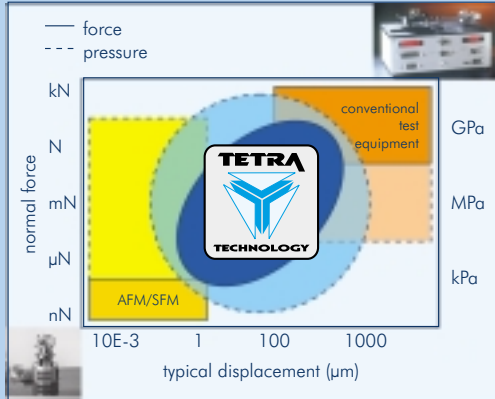 force
pressure
kN
N
mN
µN
nN
normal force
conventional
test
equipment
GPa
MPa
kPa
TETRA
TECHNOLOGY
AFM/SFM
10E-3 1 100 1000
typical displacement (µm)